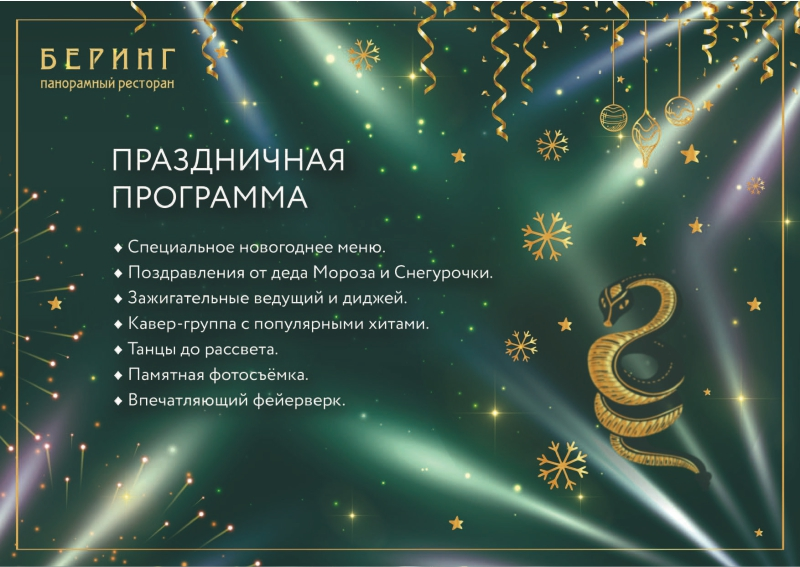 БЕРИНГ
панорамный ресторан
ПРАЗДНИЧНАЯ
ПРОГРАММА
Специальное новогоднее меню.
Поздравления от деда Мороза и Снегурочки.
Зажигательные ведущий и диджей.
Кавер-группа с популярными хитами.
Танцы до рассвета.
Памятная фотосъёмка.
Впечатляющий фейерверк.